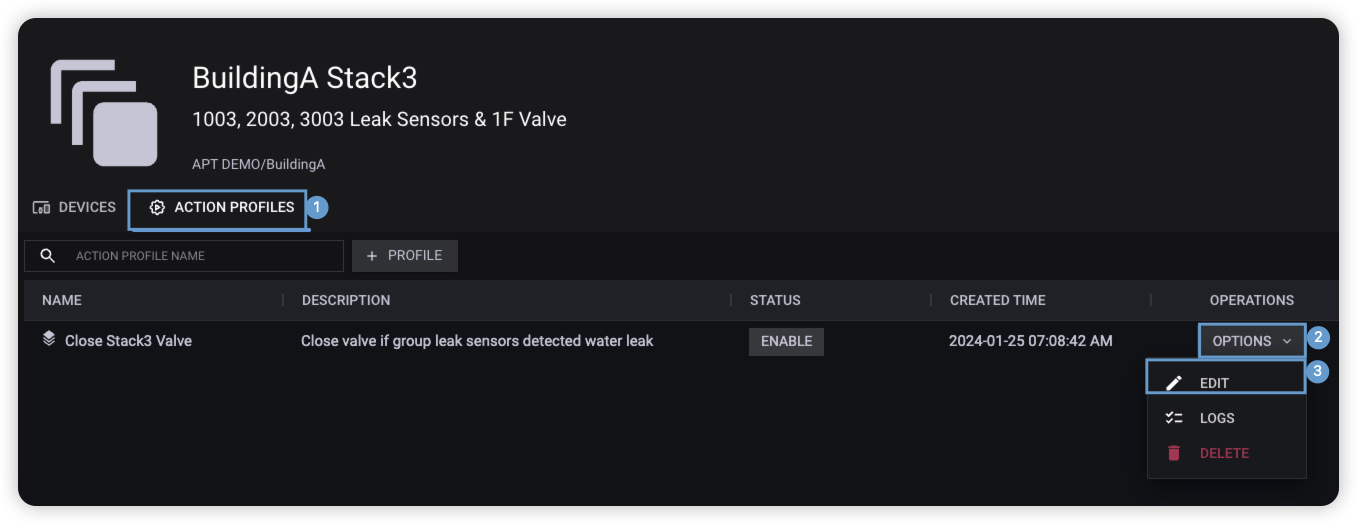 BuildingA Stack3
1003, 2003, 3003 Leak Sensors & 1F Valve
APT DEMO/BuildingA
DEVICES ACTION PROFILES 1
ACTION PROFILE NAME + PROFILE
NAME DESCRIPTION STATUS CREATED TIME OPERATIONS
Close Stack3 Valve Close valve if group leak sensors detected water leak ENABLE 2024-01-25 07:08:42 AM OPTIONS 2
EDIT 3
LOGS
DELETE